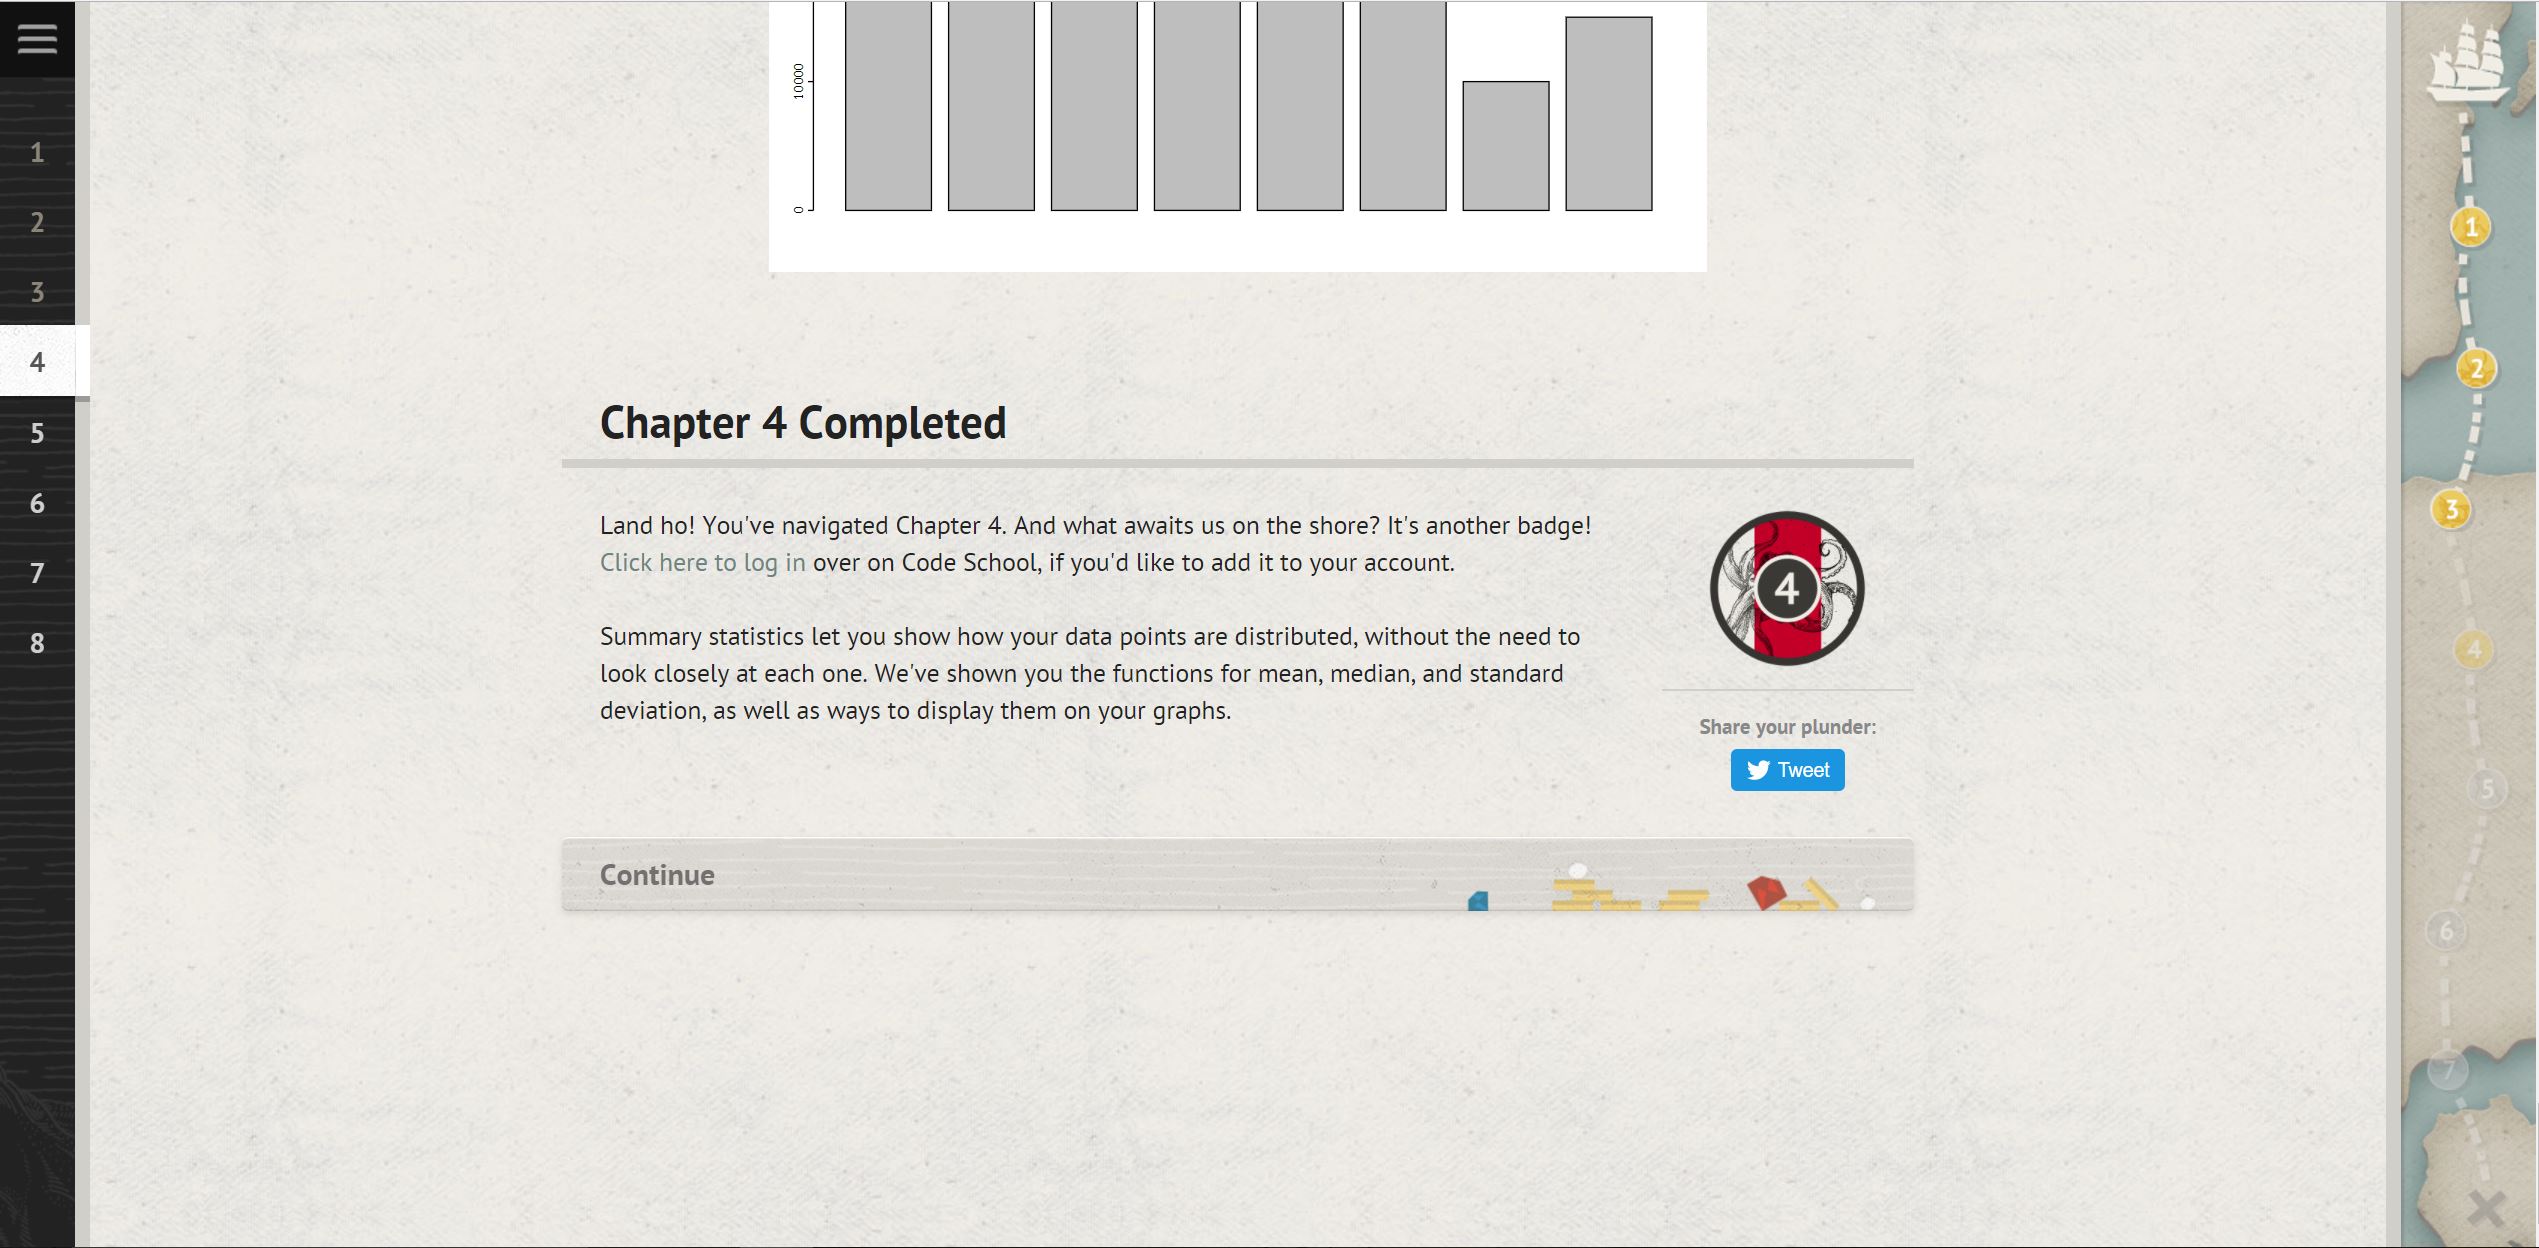 10000
0
1
2
3
4
5
6
7
8
Chapter 4 Completed
Land ho! You've navigated Chapter 4. And what awaits us on the shore? It's another badge!
Click here to log in over on Code School, if you'd like to add it to your account.
Summary statistics let you show how your data points are distributed, without the need to
look closely at each one. We've shown you the functions for mean, median, and standard
deviation, as well as ways to display them on your graphs.
4
Share your plunder:
Tweet
Continue
1
2
3
4
5
6
7